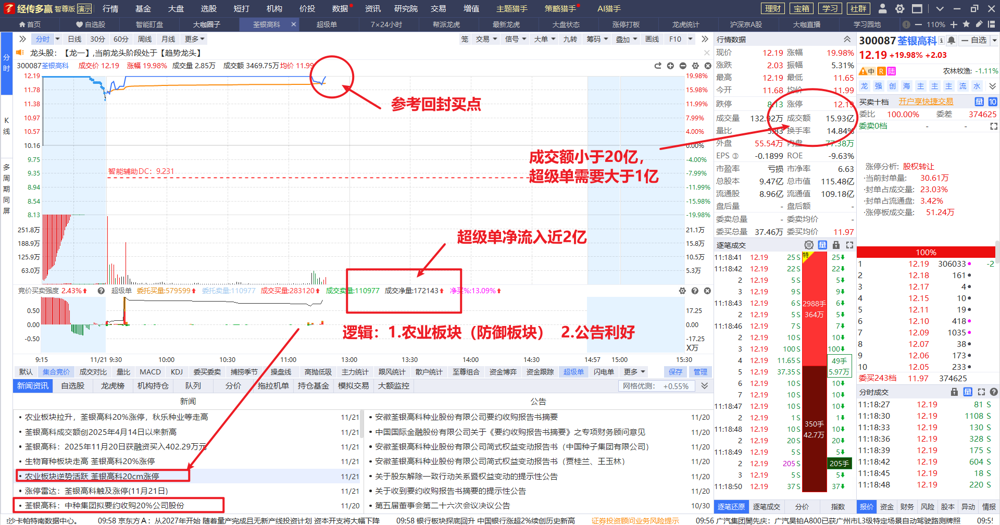 经传多赢 智尊版 演示 行情 基金 大盘 选股 短打 机构 价投 数据 资讯 研究院 交易 增值 主题猎手 策略猎手 AI猎手 理财 宝箱 学习 社群
首页 自选股 智能盯盘 大咖圈子 荃银高科 超级单 7×24小时 帮派龙虎 最新龙虎 大盘状态 涨停打板 龙虎统计 沪深京A股 大咖直播 学习园地 110%
分时 K线 多周期同屏
分时 日线 30分 60分 周线 月线 更多 笼 交易 信号 大单 九转 筹码 叠加 画线 F10
龙头股：【龙一】,当前龙头阶段处于【趋势龙头】
300087荃银高科 成交价 12.19 涨幅 19.98% 成交量 2.85万 成交额 3469.75万 均价 11.99
12.19 19.98%
11.78 15.98%
11.38 11.99%
10.97 7.99%
10.57 4.00%
10.16 0.00%
9.75 -4.00%
9.35 -7.99%
8.94 -11.99%
8.54 -15.98%
8.13 -19.98%
251.8万 21.1万
188.9万 15.8万
125.9万 10.5万
63.0万 5.3万
参考回封买点
智能辅助DC：9.231
成交额小于20亿，
超级单需要大于1亿
超级单净流入近2亿
竞价买卖强度 2.43% 超级单 委托买量:579599 委托卖量:110977 成交买量:283120 成交卖量:110977 成交净量:172143 净买%:13.09%
0.50 17.25
0.00 0.00
-0.50 -17.25
X万
逻辑：1.农业板块（防御板块） 2.公告利好
9:15 11/21 9:30 10:00 10:30 11:00 13:00 13:30 14:00 14:30 14:57 15:00 15:30
默认 集合竞价 成交对比 量比 MACD KDJ 委买委卖 捕捞季节 操盘线 高抛低吸 主力统计 跟风统计 散户统计 至尊组合 资金博弈 资金跟踪 超级单 闪电单 更多 保存 管理
新闻资讯 自选股 龙虎榜 机构持仓 队列 分价 拖拉机单 持仓基金 模拟交易 大额监控 网格优测： +0.55%
新闻
农业板块拉升，荃银高科20%涨停，秋乐种业等走高 11/21
荃银高科成交额创2025年4月14日以来新高 11/21
荃银高科：2025年11月20日获融资买入402.29万元 11/21
生物育种板块走高 荃银高科20%涨停 11/21
农业板块逆势活跃 荃银高科20cm涨停 11/21
涨停雷达：荃银高科触及涨停(11月21日) 11/21
荃银高科：中种集团拟要约收购20%公司股份 11/20
公告
安徽荃银高科种业股份有限公司要约收购报告书摘要 11/20
中国国际金融股份有限公司关于《要约收购报告书摘要》之专项财务顾问意见 11/20
安徽荃银高科种业股份有限公司简式权益变动报告书（中国种子集团有限公司） 11/20
安徽荃银高科种业股份有限公司简式权益变动报告书（贾桂兰、王玉林） 11/20
关于股东解除一致行动关系暨权益变动的提示性公告 11/20
关于收到要约收购报告书摘要的提示性公告 11/20
第五届董事会第二十六次会议决议公告 10/30
行情数据
现价 12.19 涨幅 19.98%
涨跌 2.03 振幅 5.31%
最高 12.19 最低 11.65
今开 11.68 均价 11.99
跌停 8.13 涨停 12.19
成交量 132.92万 成交额 15.93亿
量比 5.83 换手率 14.84%
外盘 55.54万 内盘 77.38万
EPS ③ -0.1899 ROE -9.63%
市盈率 亏损 市净率 6.63
总股本 9.47亿 总市值 115.48亿
流通股 8.96亿 流通值 109.18亿
盘后量 - 盘后额 -
委卖总量 - 委卖均价 -
委买总量 37.46万 委买均价 11.97
逐笔成交 单 量
11:18:41 12.19 25 S 25
11:18:42 12.19 22 S 22
2 12.19 5 S 5
3 12.19 9 S 9
11:18:43 12.19 6 S 6
2 12.19 5 S 5
11:18:46 12.19 7 S 7
2 12.19 10 S 10
3 12.19 100 S 100
4 12.19 11.65 S
5 12.19 37.35 S
6 12.19 10 S 10
7 12.19 10 S 10
11:18:47 12.19 10 S 10
2 12.19 1 S 1
11:18:48 12.19 10 S 10
2 12.19 20 S 20
11:18:49 12.19 5 S 5
2 12.19 205 S
3 12.19 5 S 5
11:18:50 12.19 37 S 37
特
2988手
364万
350手
42.7万
49手
5.97万
205手
逐笔还原 逐笔成交 分价 指数
300087 荃银高科 自选
12.19 +19.98% +2.03
中 R 陆 农林牧渔: -1.11%
龙 强 创 海 主 主 主 流 水
买卖十档 开户享快捷交易 量 10
委比 100.00% 委差 374625
委卖0档 - -
涨停分析: 股权转让
·当前封单量: 30.61万
·封单占成交量: 23.03%
·封单占流通盘: 3.42%
·涨停板成交量: 51.24万
100%
1 12.19 306033 -2
2 12.18 161
3 12.17 4
4 12.15 10
5 12.11 19
6 12.10 418
7 12.09 1035
8 12.07 38
9 12.06 173
10 12.05 233
委买243档 11.97 374625
分时成交 量
11:18:27 12.19 81 S
11:18:30 12.19 1108 S
11:18:33 12.19 130 S
11:18:36 12.19 328 S
11:18:39 12.19 175 S
11:18:42 12.19 604 S
11:18:45 12.19 18 S
11:18:48 12.19 220 S
报价 资金 财务 风险 股本 异动 情报
沙卡帕特南数据中心。 09:58 京东方Ａ：从2027年开始 随着量产完成且无新产线投资计划 资本开支将大幅下降 09:58 银行板块探底回升 中国银行涨超2%续创历史新高 证券投资顾问业务风险提示 09:56 广汽集团閤先庆：广汽昊铂A800已获广州市L3级特定场景自动驾驶路测牌照 09:55